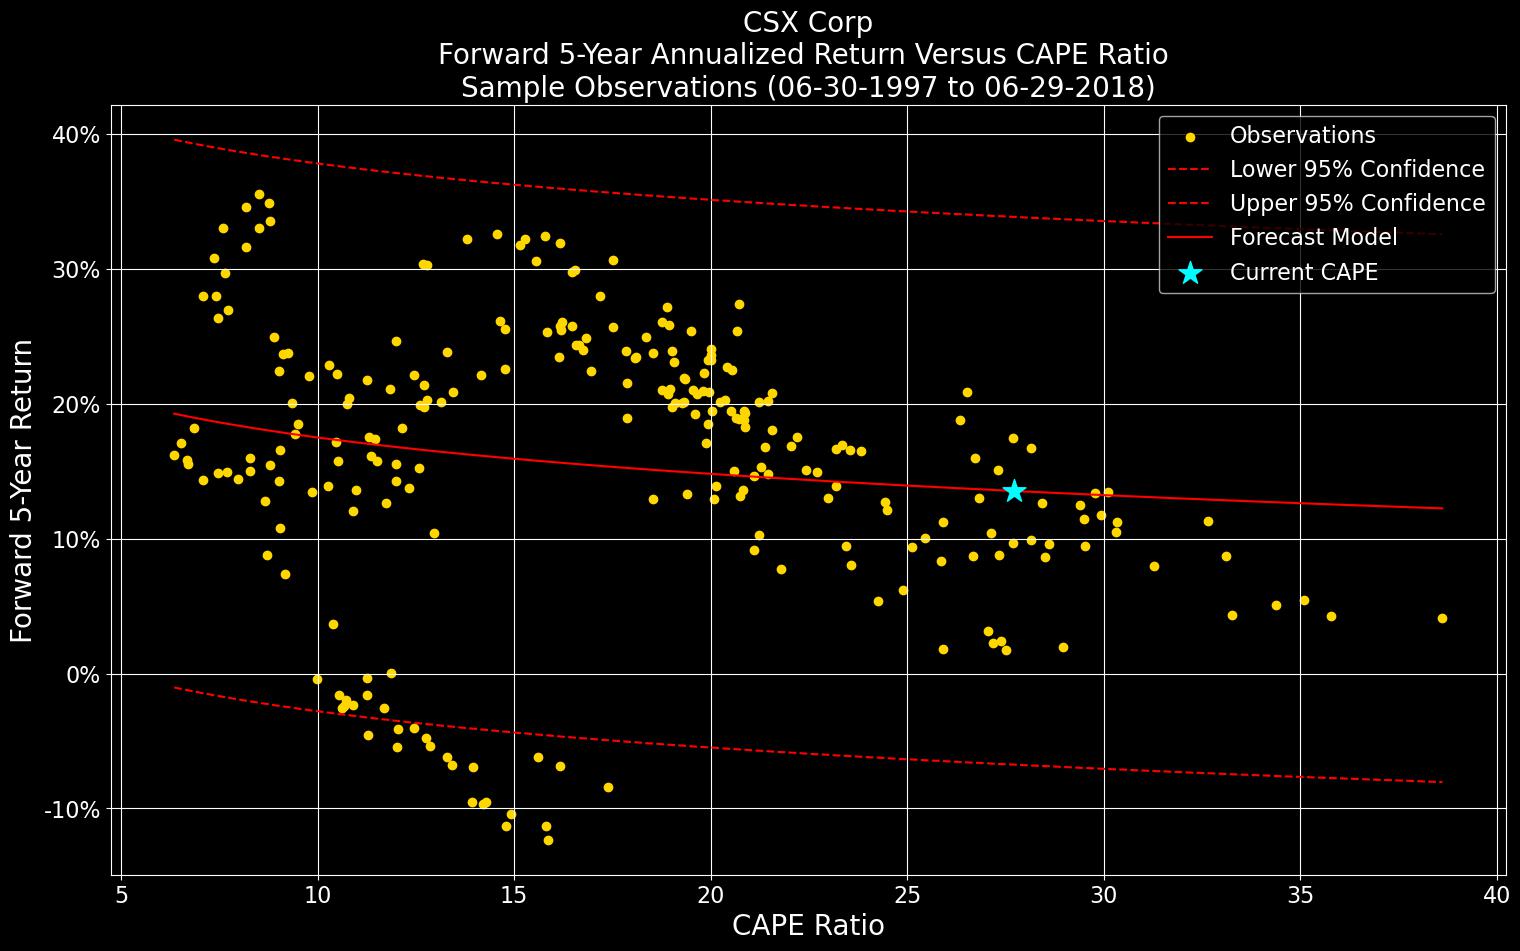 CSX Corp
Forward 5-Year Annualized Return Versus CAPE Ratio
Sample Observations (06-30-1997 to 06-29-2018)
Observations
Lower 95% Confidence
Upper 95% Confidence
Forecast Model
Current CAPE
Forward 5-Year Return
40%
30%
20%
10%
0%
-10%
5 10 15 20 25 30 35 40
CAPE Ratio